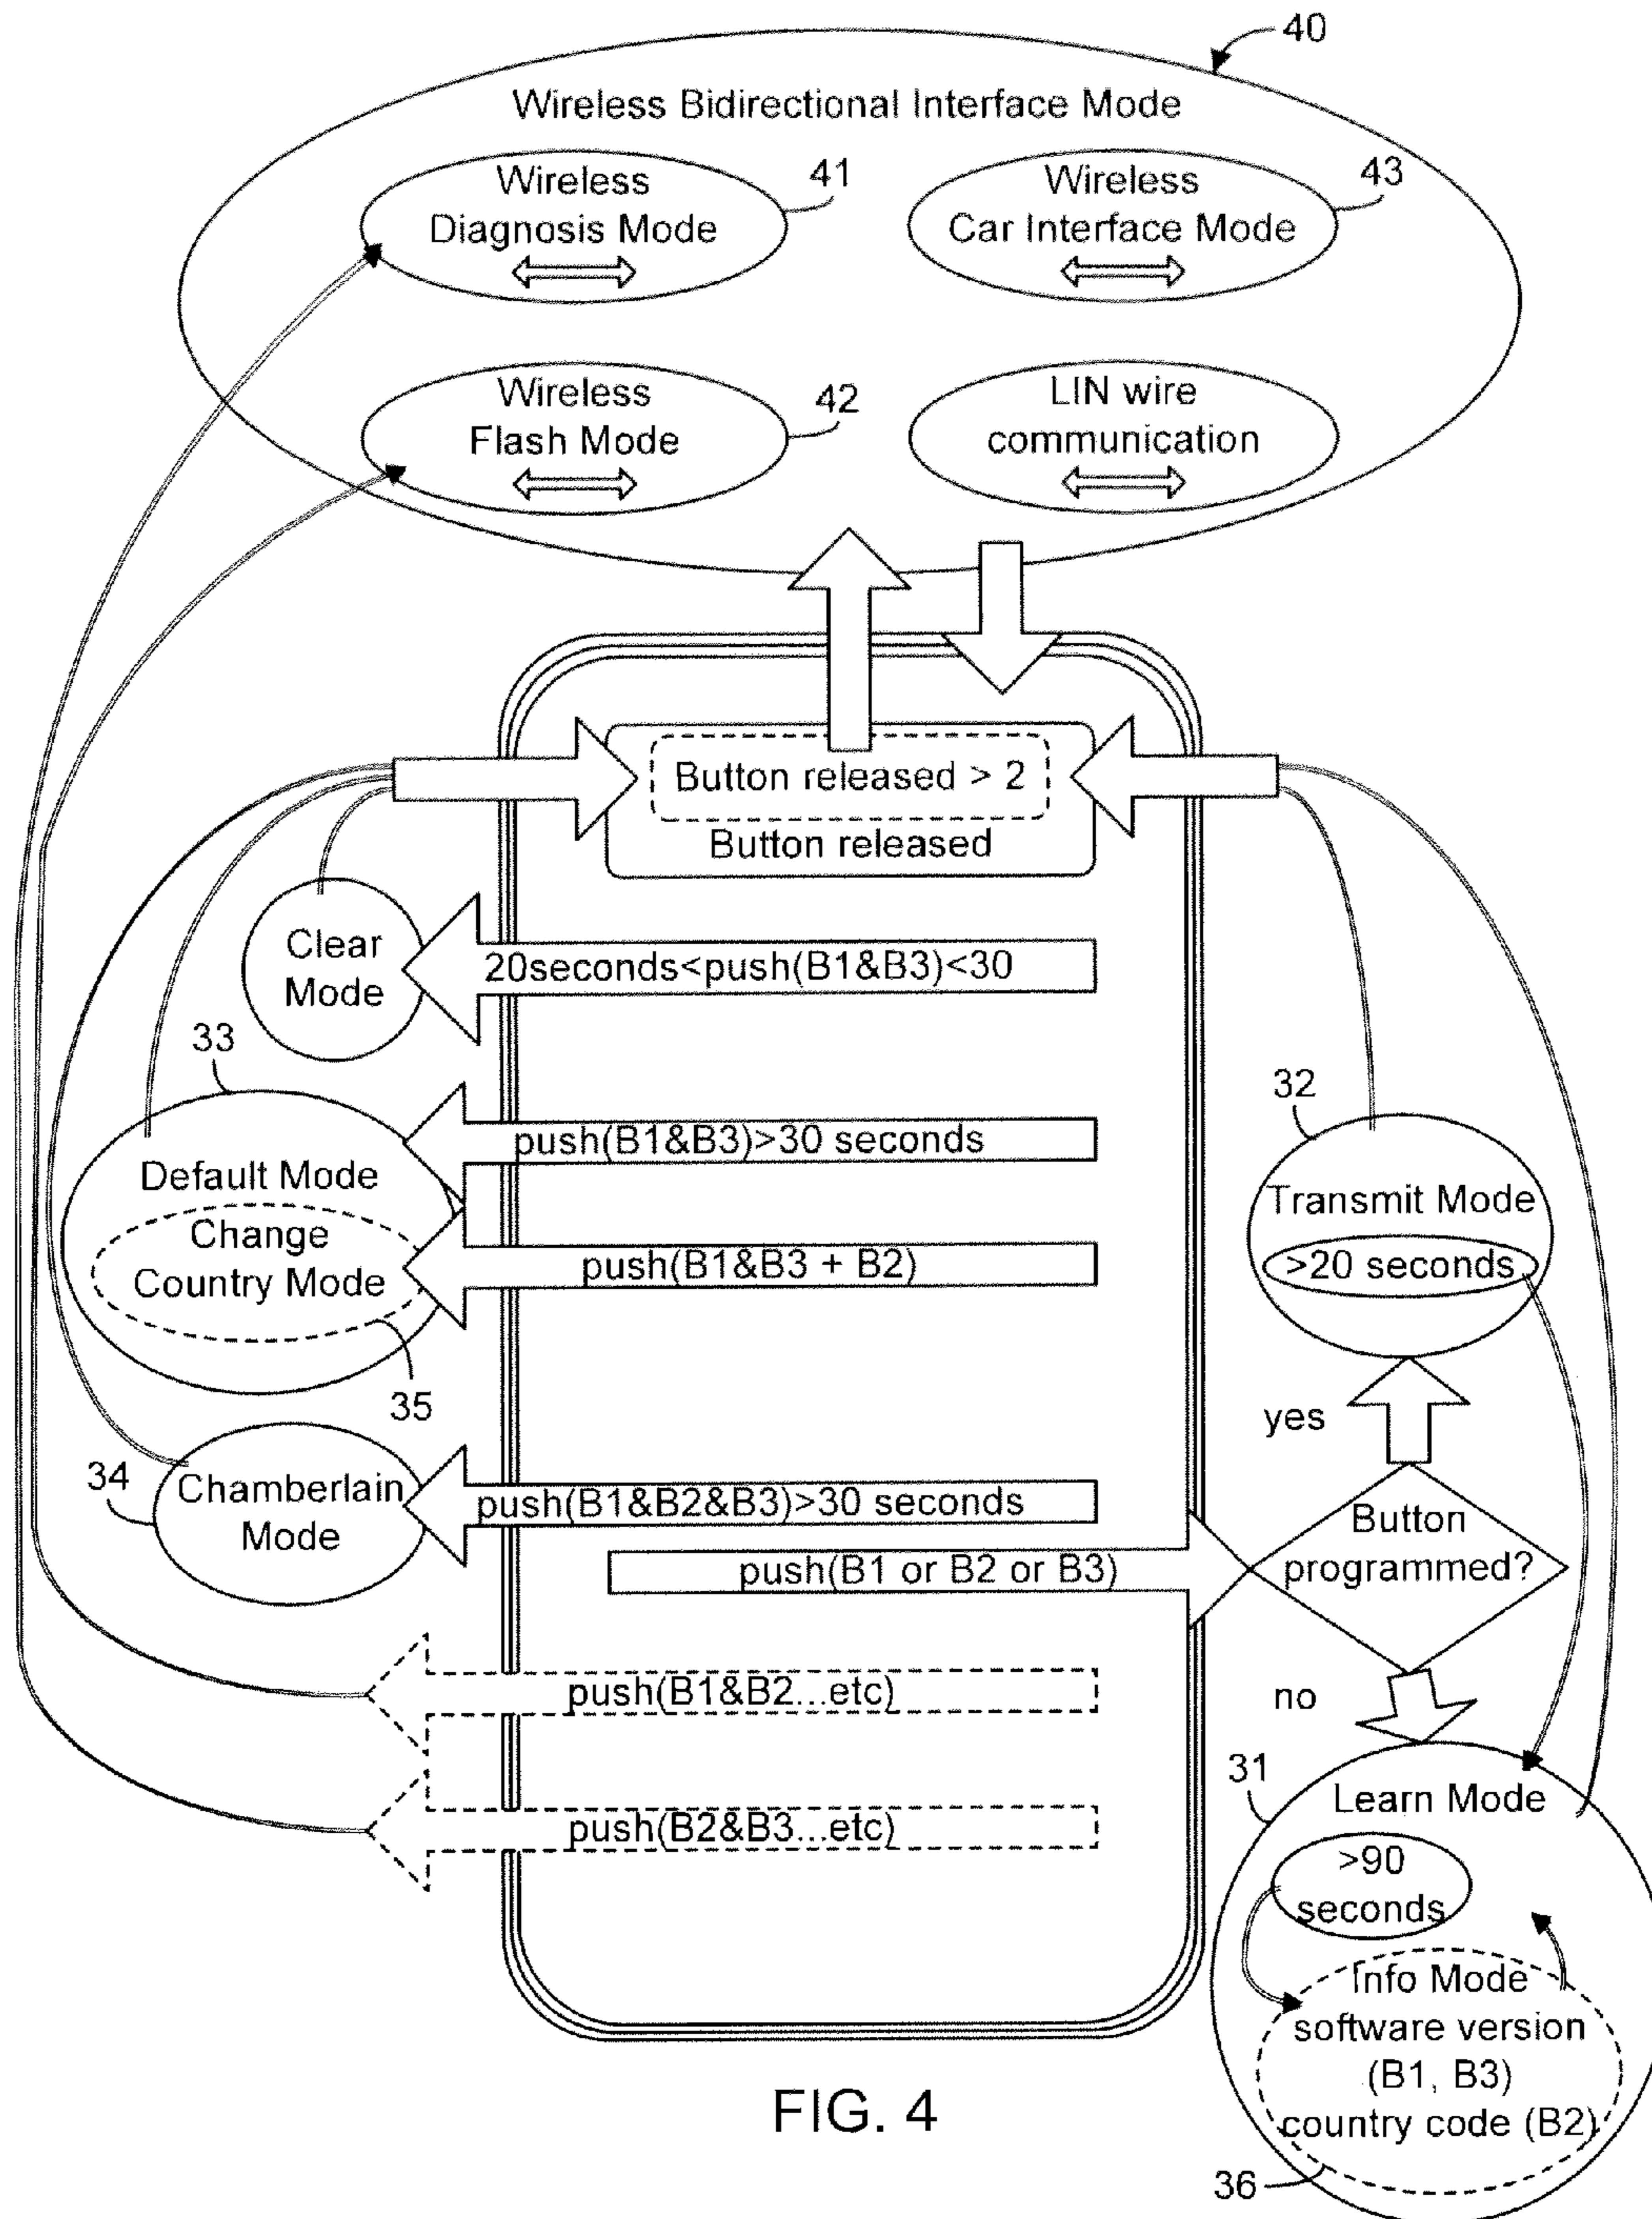 40
Wireless Bidirectional Interface Mode
Wireless
Diagnosis Mode
41
Wireless
Car Interface Mode
43
Wireless
Flash Mode
42
LIN wire
communication
Button released > 2
Button released
Clear
Mode
20seconds<push(B1&B3)<30
33
Default Mode
push(B1&B3)>30 seconds
Change
Country Mode
push(B1&B3 + B2)
35
32
Transmit Mode
>20 seconds
yes
34
Chamberlain
Mode
push(B1&B2&B3)>30 seconds
push(B1 or B2 or B3)
Button
programmed?
push(B1&B2...etc)
no
push(B2&B3...etc)
31
Learn Mode
>90
seconds
Info Mode
software version
(B1, B3)
country code (B2)
36
FIG. 4